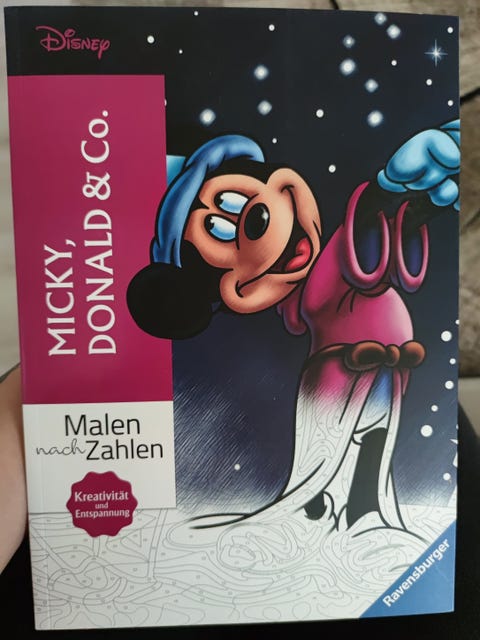 Disney
MICKY,
DONALD & Co.
Malen
nach Zahlen
Kreativität
und
Entspannung
Ravensburger